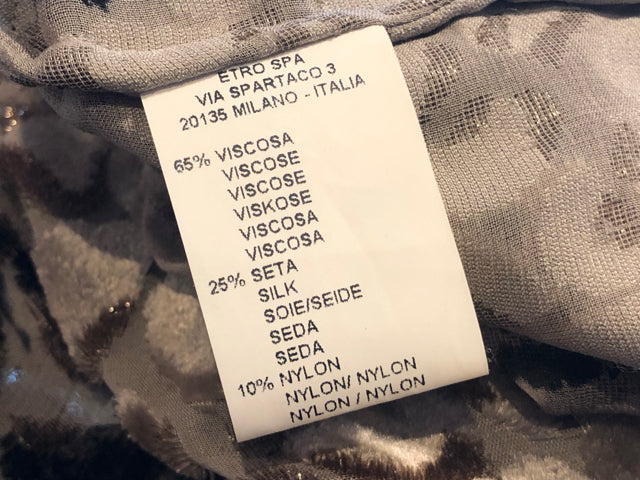 ETRO SPA
VIA SPARTACO 3
20135 MILANO - ITALIA
65% VISCOSA
VISCOSE
VISCOSE
VISKOSE
VISCOSA
VISCOSA
25% SETA
SILK
SOIE/SEIDE
SEDA
SEDA
10% NYLON
NYLON/ NYLON
NYLON / NYLON